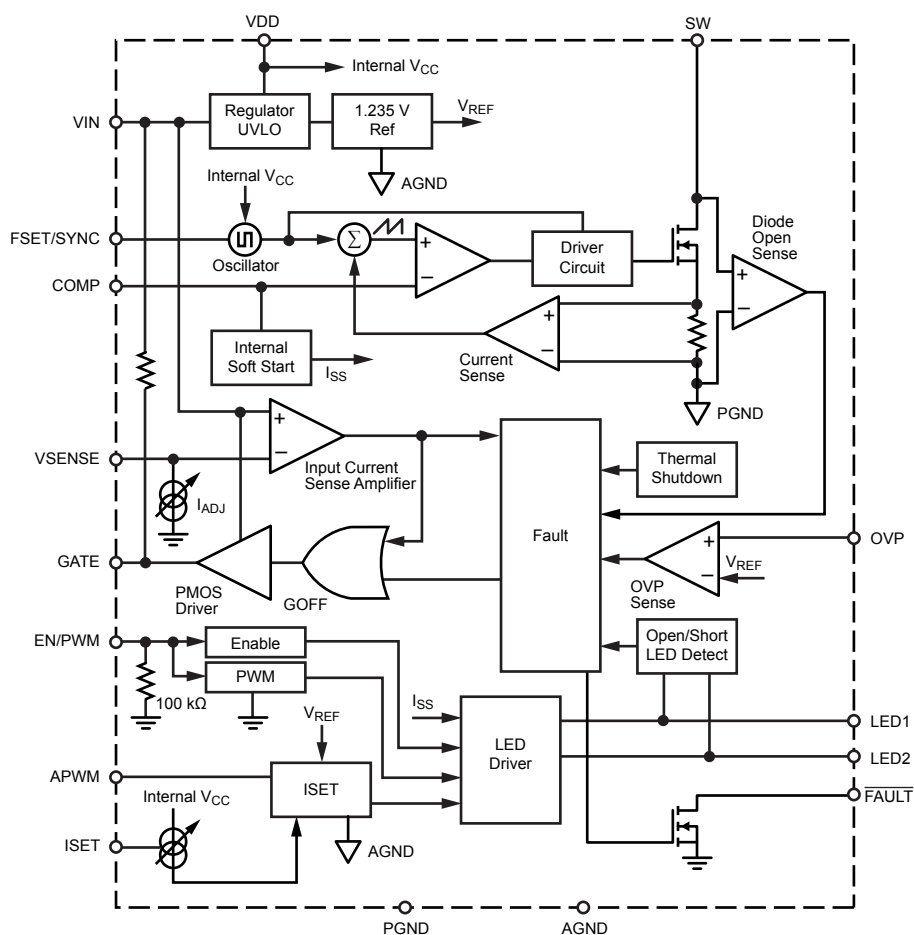 VDD
SW
Internal VCC
VIN
Regulator
UVLO
1.235 V
Ref
VREF
AGND
Internal VCC
FSET/SYNC
Oscillator
Σ
+
−
Driver
Circuit
Diode
Open
Sense
+
−
COMP
Internal
Soft Start
ISS
Current
Sense
+
−
PGND
VSENSE
+
−
Input Current
Sense Amplifier
IADJ
Fault
Thermal
Shutdown
GATE
PMOS
Driver
GOFF
OVP
+
−
VREF
OVP
Sense
EN/PWM
Enable
PWM
100 kΩ
Open/Short
LED Detect
ISS
VREF
LED
Driver
LED1
LED2
APWM
ISET
Internal VCC
AGND
FAULT
ISET
PGND
AGND